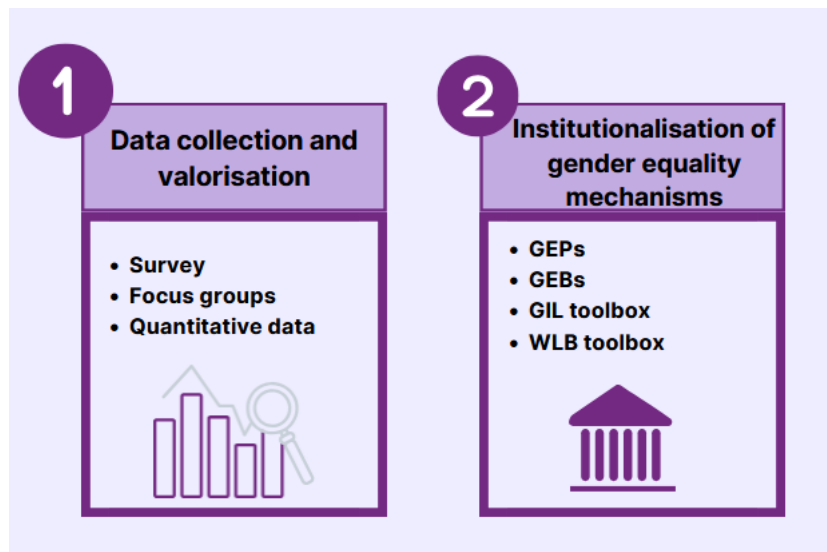 1
Data collection and
valorisation
• Survey
• Focus groups
• Quantitative data
2
Institutionalisation of
gender equality
mechanisms
• GEPs
• GEBs
• GIL toolbox
• WLB toolbox